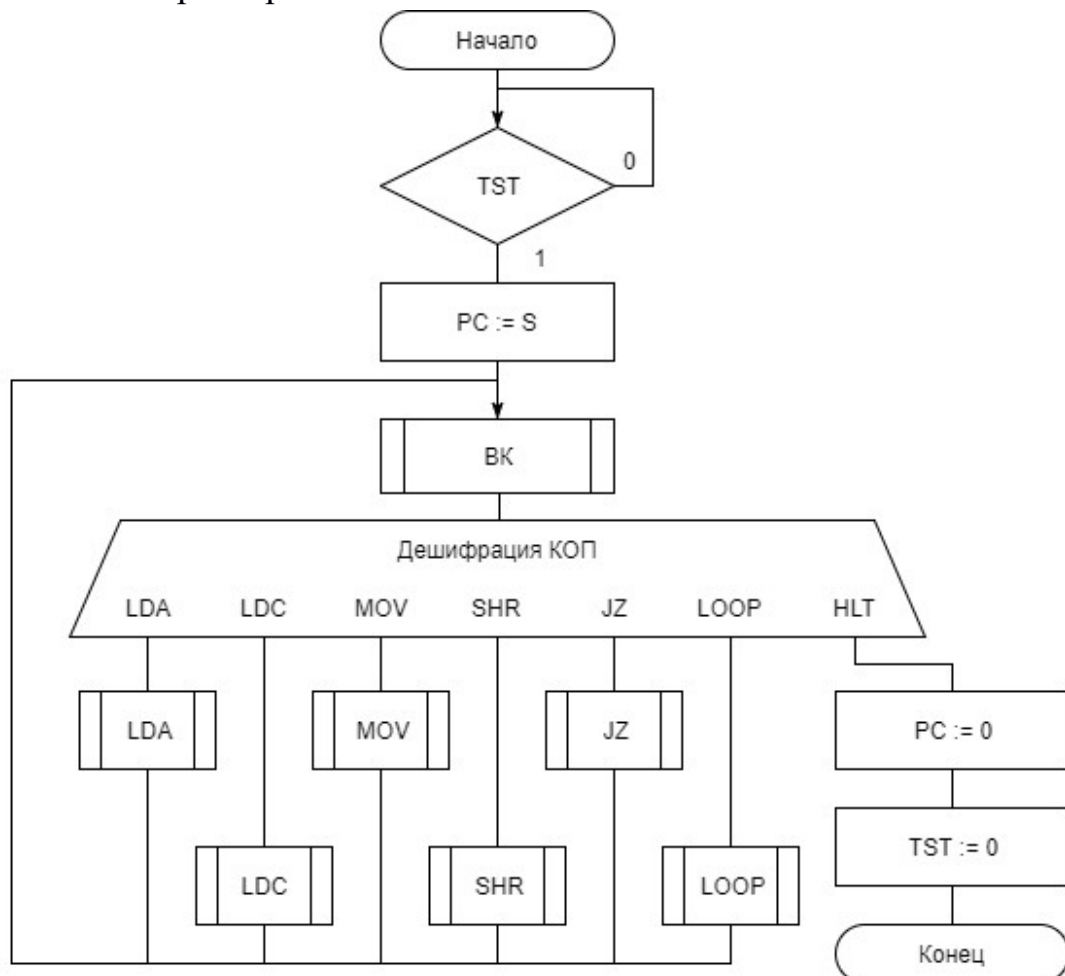 Начало
TST
0
1
PC := S
ВК
Дешифрация КОП
LDA LDC MOV SHR JZ LOOP HLT
LDA MOV JZ PC := 0
LDC SHR LOOP TST := 0
Конец